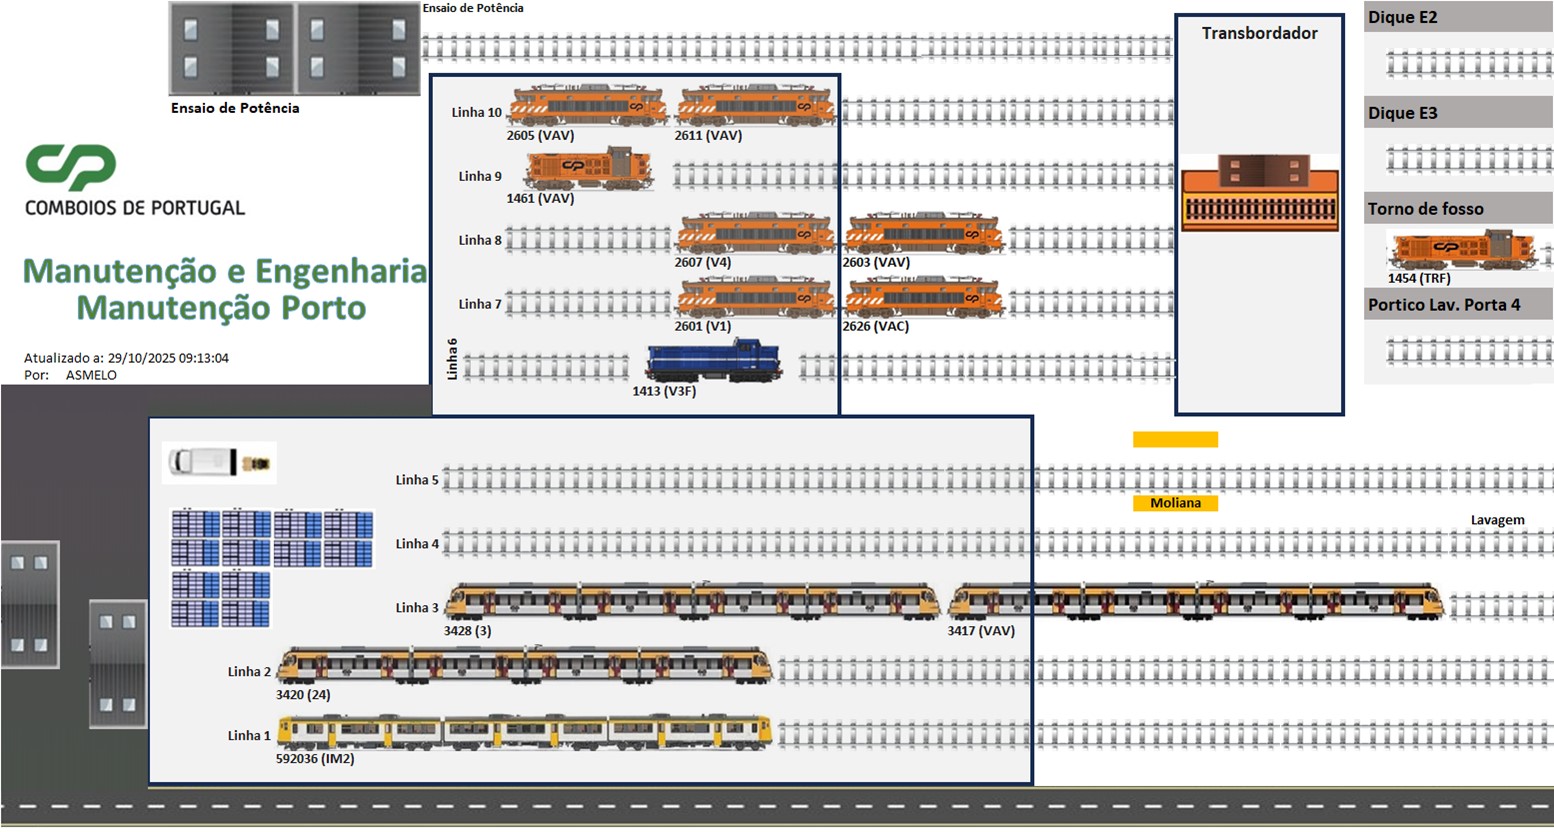 Ensaio de Potência
Ensaio de Potência
CP
COMBOIOS DE PORTUGAL
Manutenção e Engenharia
Manutenção Porto
Atualizado a: 29/10/2025 09:13:04
Por: ASMELO
Linha 10
2605 (VAV) 2611 (VAV)
Linha 9
1461 (VAV)
Linha 8
2607 (V4) 2603 (VAV)
Linha 7
2601 (V1) 2626 (VAC)
Linha 6
1413 (V3F)
Transbordador
Dique E2
Dique E3
Torno de fosso
1454 (TRF)
Portico Lav. Porta 4
Linha 5
Moliana
Lavagem
Linha 4
Linha 3
3428 (3) 3417 (VAV)
Linha 2
3420 (24)
Linha 1
592036 (IM2)